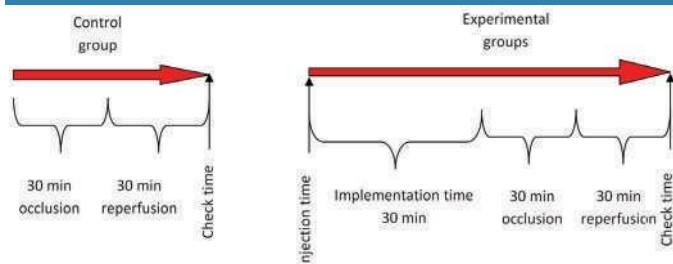 Control
group
30 min
occlusion
30 min
reperfusion
Check time
Experimental
groups
njection time
Implementation time
30 min
30 min
occlusion
30 min
reperfusion
Check time